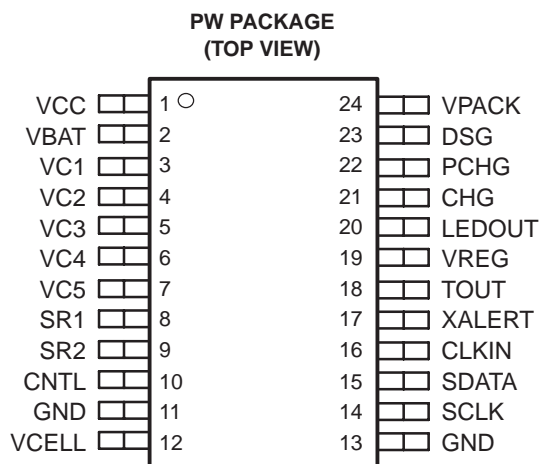 PW PACKAGE
(TOP VIEW)
VCC 1 24 VPACK
VBAT 2 23 DSG
VC1 3 22 PCHG
VC2 4 21 CHG
VC3 5 20 LEDOUT
VC4 6 19 VREG
VC5 7 18 TOUT
SR1 8 17 XALERT
SR2 9 16 CLKIN
CNTL 10 15 SDATA
GND 11 14 SCLK
VCELL 12 13 GND